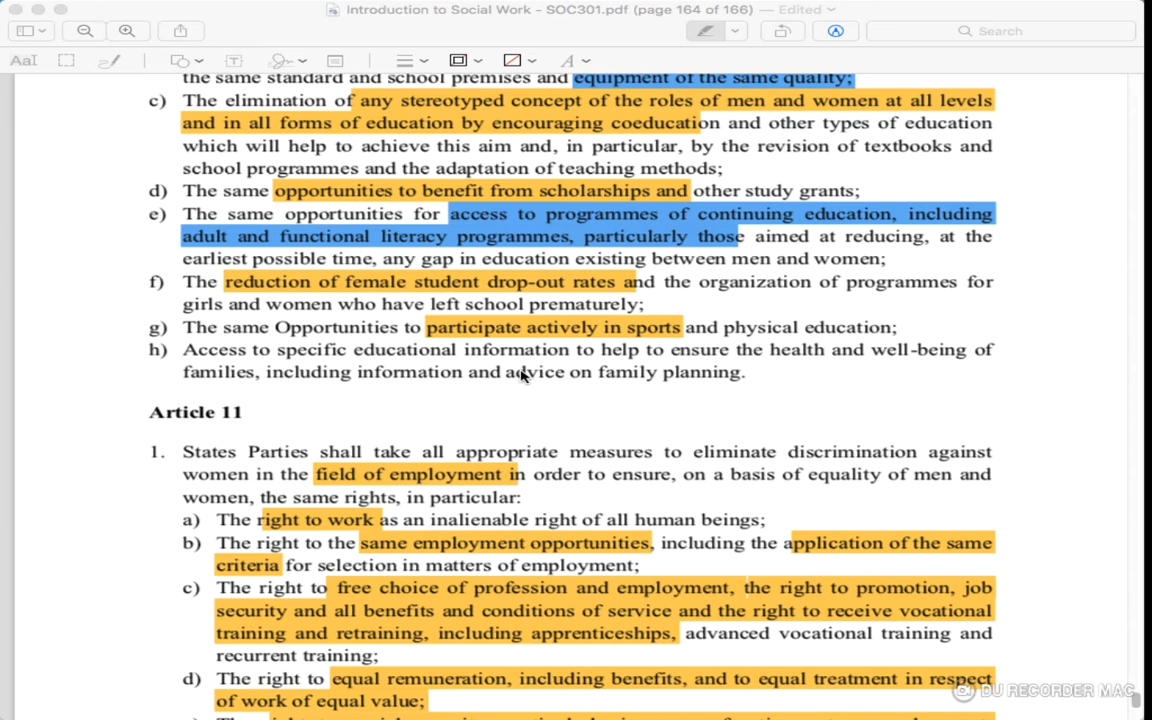 Introduction to Social Work - SOC301.pdf (page 164 of 166) — Edited
Search
AaI T A
the same standard and school premises and equipment of the same quality;
c) The elimination of any stereotyped concept of the roles of men and women at all levels
and in all forms of education by encouraging coeducation and other types of education
which will help to achieve this aim and, in particular, by the revision of textbooks and
school programmes and the adaptation of teaching methods;
d) The same opportunities to benefit from scholarships and other study grants;
e) The same opportunities for access to programmes of continuing education, including
adult and functional literacy programmes, particularly those aimed at reducing, at the
earliest possible time, any gap in education existing between men and women;
f) The reduction of female student drop-out rates and the organization of programmes for
girls and women who have left school prematurely;
g) The same Opportunities to participate actively in sports and physical education;
h) Access to specific educational information to help to ensure the health and well-being of
families, including information and advice on family planning.
Article 11
1. States Parties shall take all appropriate measures to eliminate discrimination against
women in the field of employment in order to ensure, on a basis of equality of men and
women, the same rights, in particular:
a) The right to work as an inalienable right of all human beings;
b) The right to the same employment opportunities, including the application of the same
criteria for selection in matters of employment;
c) The right to free choice of profession and employment, the right to promotion, job
security and all benefits and conditions of service and the right to receive vocational
training and retraining, including apprenticeships, advanced vocational training and
recurrent training;
d) The right to equal remuneration, including benefits, and to equal treatment in respect
of work of equal value;
DU RECORDER MAC